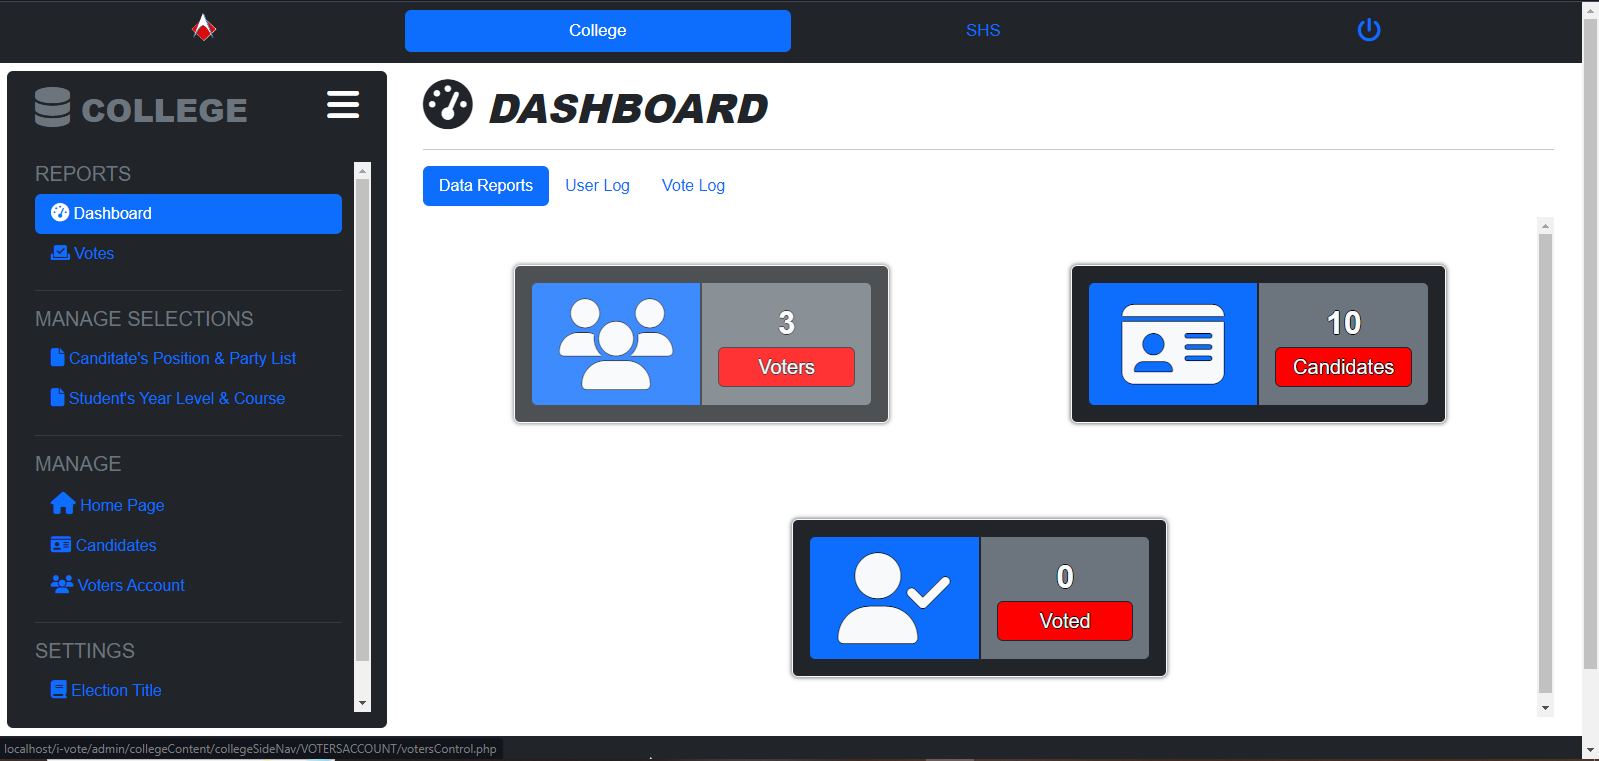 College
SHS
COLLEGE
REPORTS
Dashboard
Votes
MANAGE SELECTIONS
Canditate's Position & Party List
Student's Year Level & Course
MANAGE
Home Page
Candidates
Voters Account
SETTINGS
Election Title
DASHBOARD
Data Reports User Log Vote Log
3
Voters
10
Candidates
0
Voted
localhost/i-vote/admin/collegeContent/collegeSideNav/VOTERSACCOUNT/votersControl.php